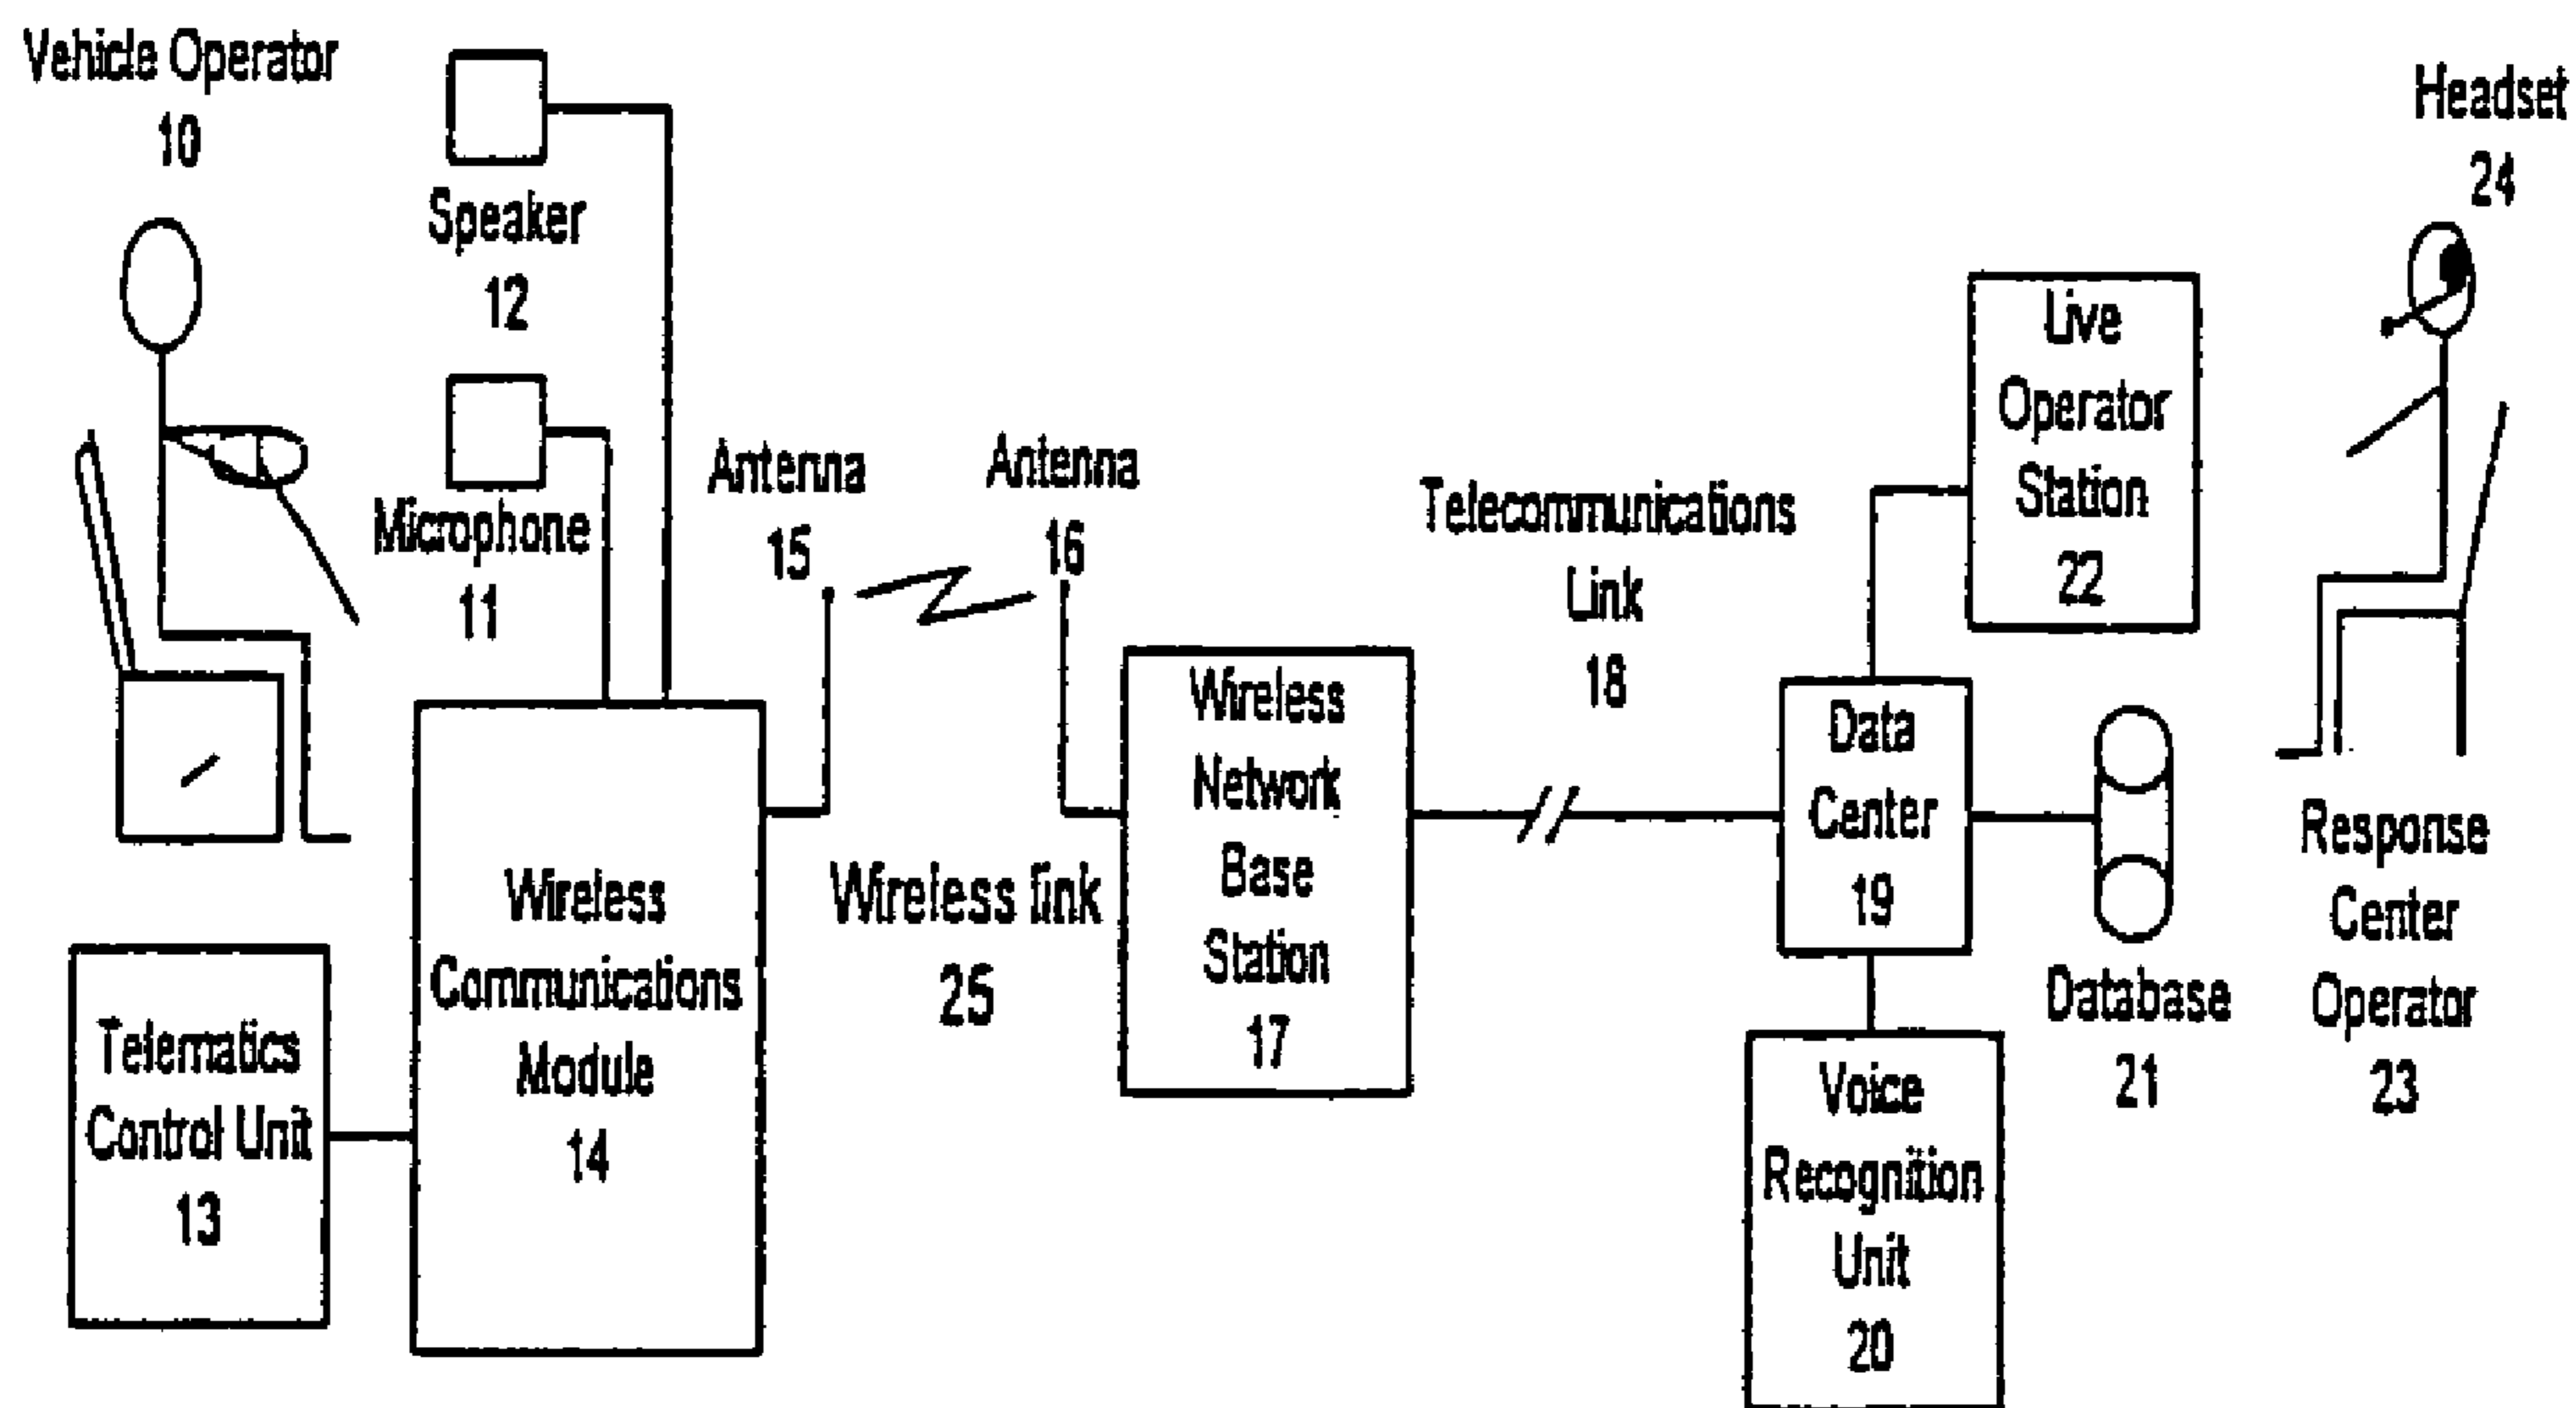 Vehicle Operator
10
Speaker
12
Microphone
11
Telematics
Control Unit
13
Wireless
Communications
Module
14
Antenna
15
Antenna
16
Wireless link
25
Wireless
Network
Base
Station
17
Telecommunications
Link
18
Data
Center
19
Live
Operator
Station
22
Database
21
Voice
Recognition
Unit
20
Headset
24
Response
Center
Operator
23